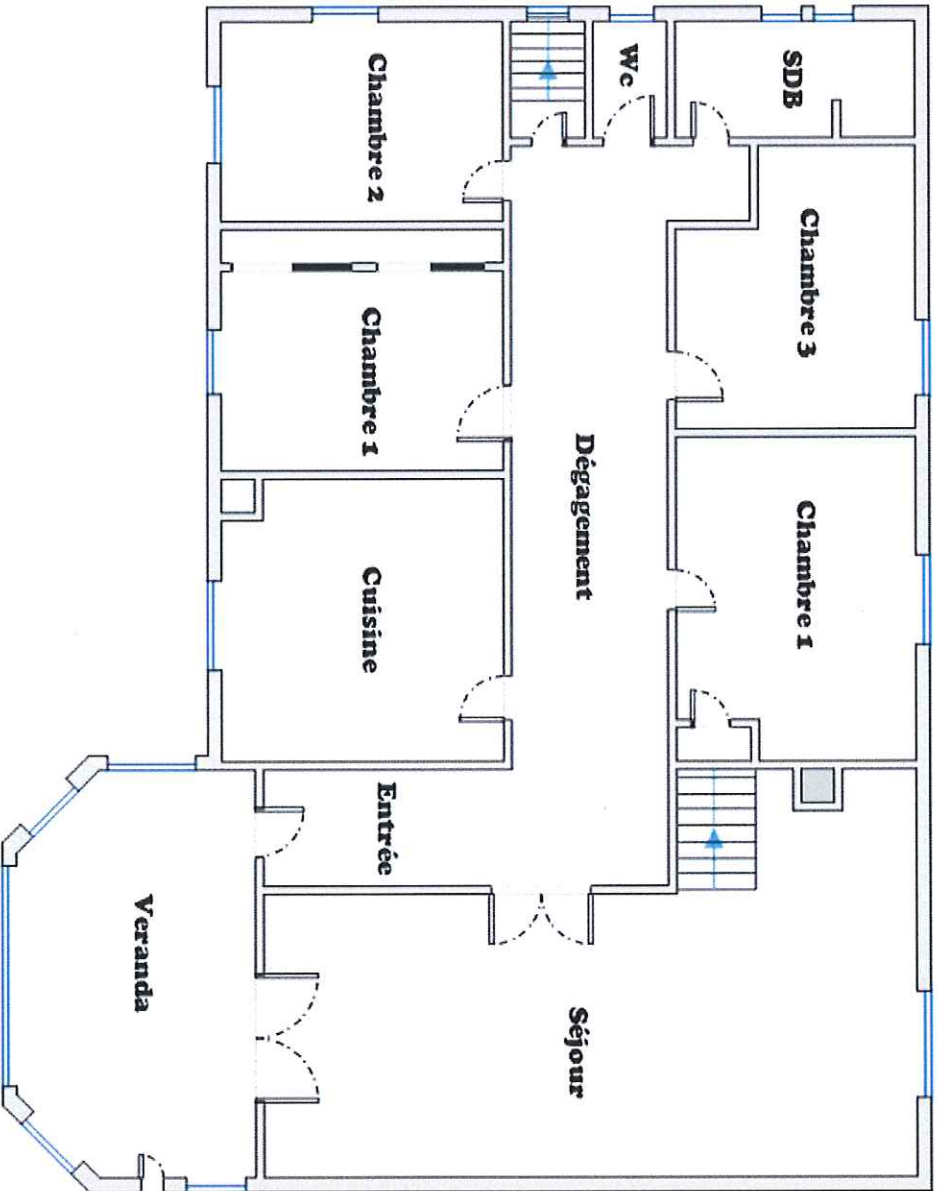 SDB
Chambre 3
Chambre 1
Wc
Dégagement
Séjour
Chambre 2
Chambre 1
Cuisine
Entrée
Veranda